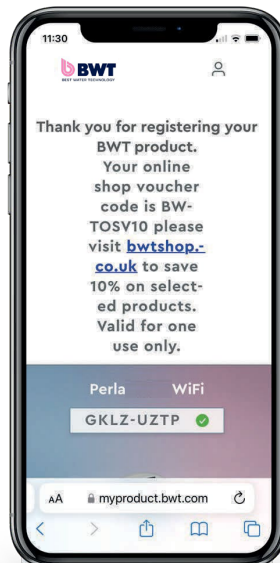 11:30
BWT
BEST WATER TECHNOLOGY
Thank you for registering your
BWT product.
Your online
shop voucher
code is BW-
TOSV10 please
visit bwtshop.-
co.uk to save
10% on select-
ed products.
Valid for one
use only.
Perla WiFi
GKLZ-UZTP
AA myproduct.bwt.com